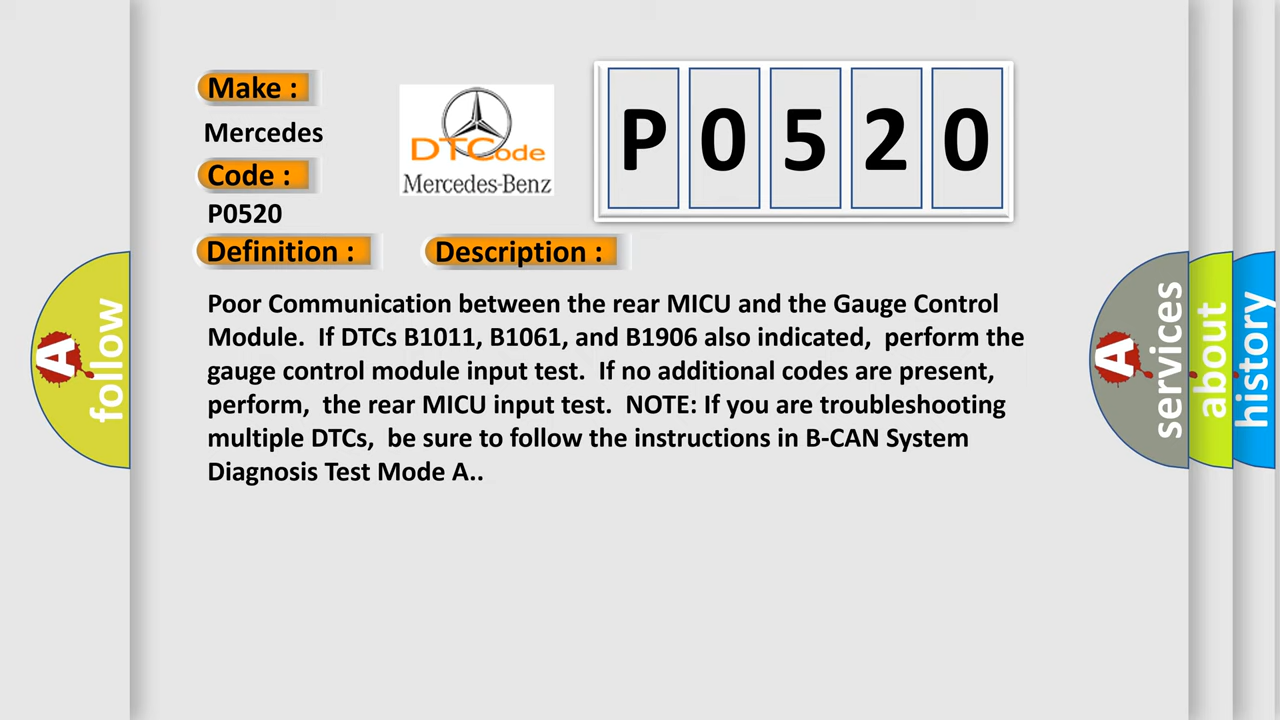 Make :
Mercedes
Code :
P0520
DTCode
Mercedes-Benz
P0520
Definition :
Description :
Poor Communication between the rear MICU and the Gauge Control
Module. If DTCs B1011, B1061, and B1906 also indicated, perform the
gauge control module input test. If no additional codes are present,
perform, the rear MICU input test. NOTE: If you are troubleshooting
multiple DTCs, be sure to follow the instructions in B-CAN System
Diagnosis Test Mode A..
A
follow
A
services
about
history